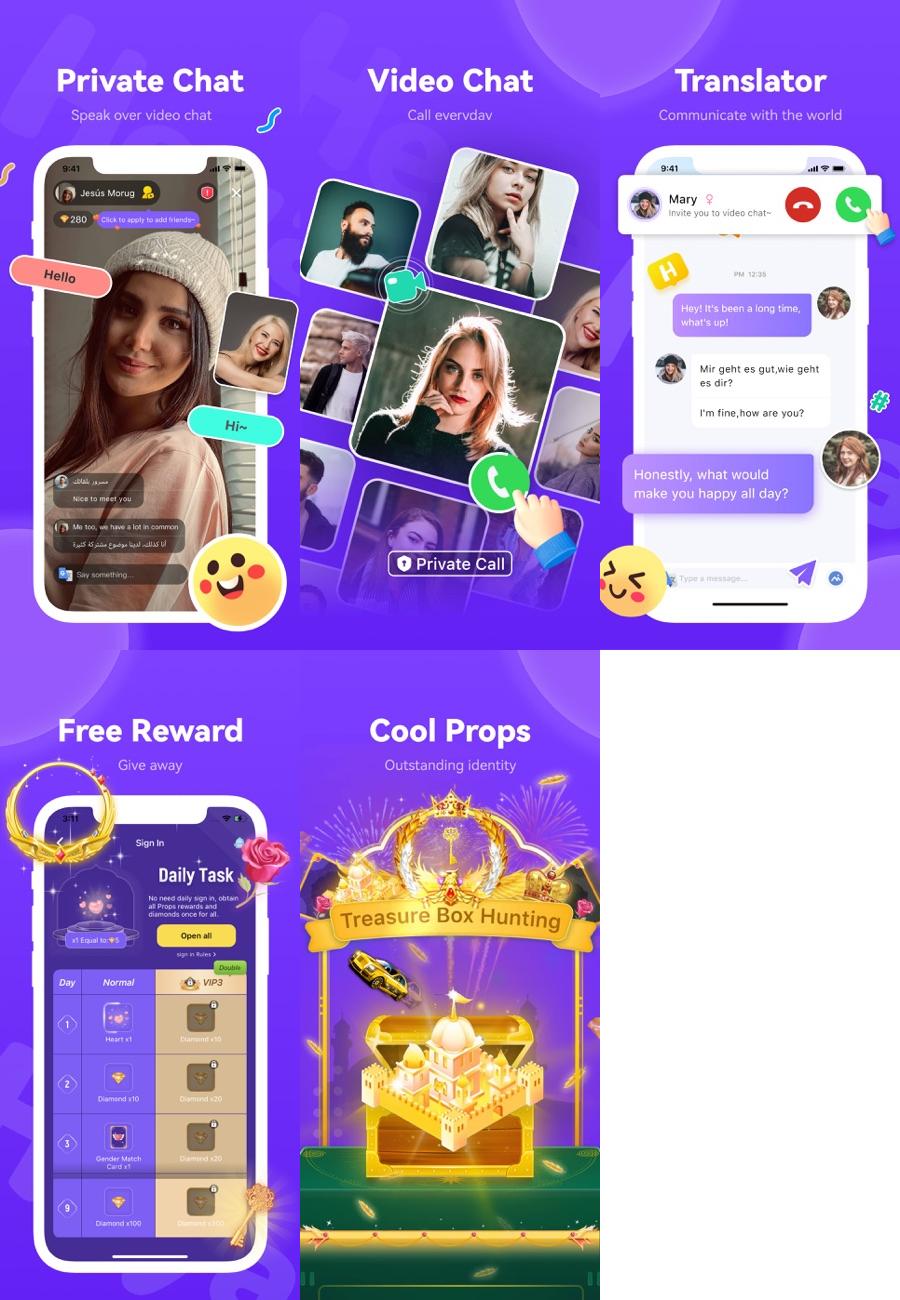 Private Chat
Speak over video chat
9:41
Jesús Morug
280
Click to apply to add friends~
Hello
Hi~
مسرور بلقائك
Nice to meet you
Me too, we have a lot in common
أنا كذلك، لدينا موضوع مشتركة كثيرة
Say something...
Video Chat
Call everyday
Private Call
Translator
Communicate with the world
9:41
Mary
Invite you to video chat~
H
PM 12:35
Hey! It's been a long time,
what's up!
Mir geht es gut,wie geht
es dir?
I'm fine,how are you?
#
Honestly, what would
make you happy all day?
Type a message...
Free Reward
Give away
3:11
Sign In
Daily Task
No need daily sign in, obtain
all Props rewards and
diamonds once for all.
x1 Equal to: 5
Open all
sign in Rules >
Double
Day
Normal
VIP3
1
Heart x1
Diamond x10
2
Diamond x10
Diamond x20
3
Gender Match
Card x1
Diamond x20
9
Diamond x100
Diamond x300
Cool Props
Outstanding identity
Treasure Box Hunting